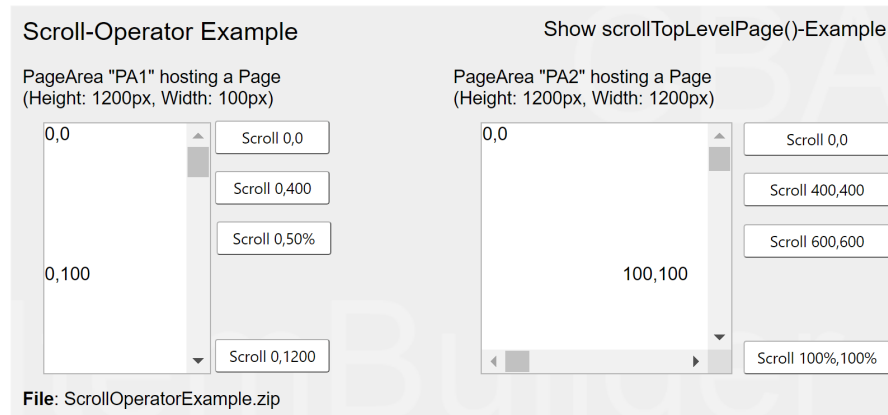 Scroll-Operator Example
Show scrollTopLevelPage()-Example
PageArea "PA1" hosting a Page
(Height: 1200px, Width: 100px)
PageArea "PA2" hosting a Page
(Height: 1200px, Width: 1200px)
0,0
Scroll 0,0
Scroll 0,400
Scroll 0,50%
0,100
Scroll 0,1200
0,0
Scroll 0,0
Scroll 400,400
Scroll 600,600
100,100
Scroll 100%,100%
File: ScrollOperatorExample.zip